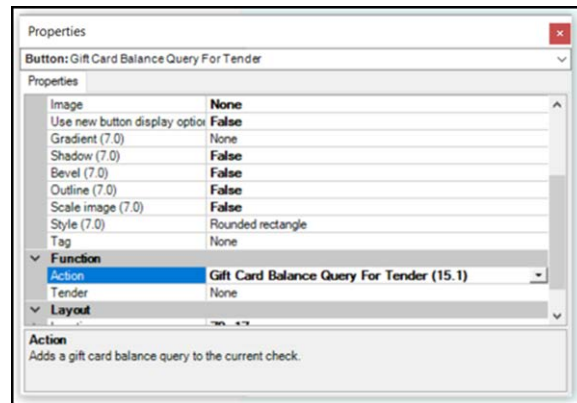 Properties
Button: Gift Card Balance Query For Tender
Properties
Image None
Use new button display option False
Gradient (7.0) None
Shadow (7.0) False
Bevel (7.0) False
Outline (7.0) False
Scale image (7.0) False
Style (7.0) Rounded rectangle
Tag None
Function
Action Gift Card Balance Query For Tender (15.1)
Tender None
Layout
Action
Adds a gift card balance query to the current check.